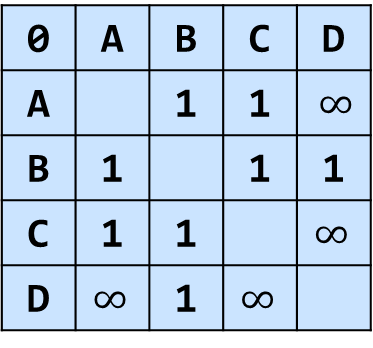 0 A B C D
A 1 1 ∞
B 1 1 1
C 1 1 ∞
D ∞ 1 ∞